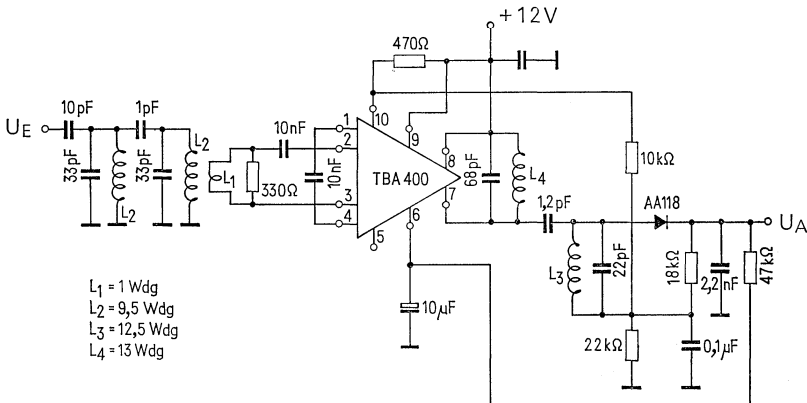 +12V
470Ω
10
10pF
1pF
U_E
33pF
L₂
33pF
L₂
L₁
330Ω
10nF
10nF
1
2
3
4
5
6
7
8
9
TBA 400
68pF
L₄
10kΩ
1,2pF
AA118
U_A
L₃
22pF
18kΩ
2,2nF
47kΩ
10µF
22kΩ
0,1µF
L₁ = 1 Wdg
L₂ = 9,5 Wdg
L₃ = 12,5 Wdg
L₄ = 13 Wdg